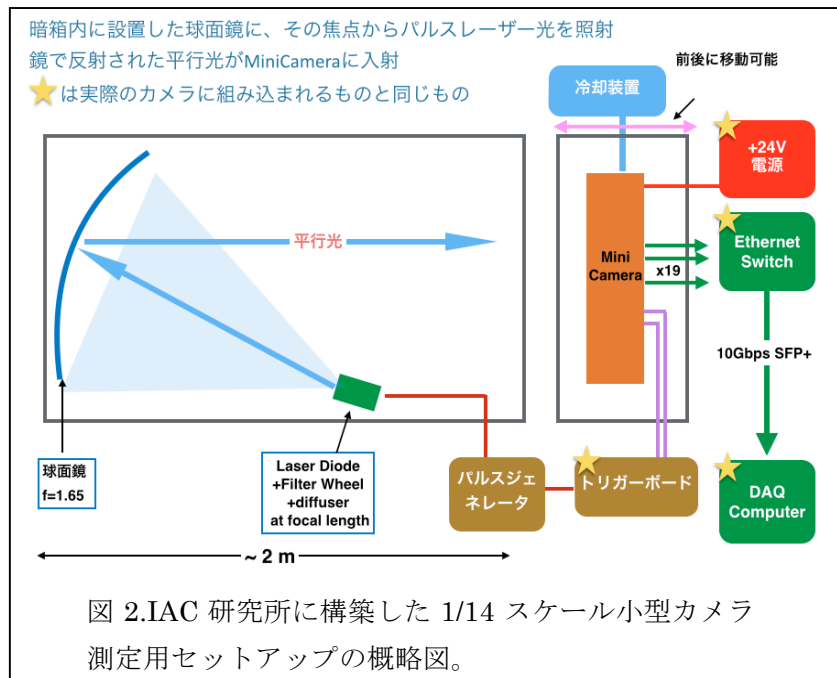 暗箱内に設置した球面鏡に、その焦点からパルスレーザー光を照射
鏡で反射された平行光がMiniCameraに入射
は実際のカメラに組み込まれるものと同じもの
前後に移動可能
冷却装置
+24V
電源
平行光
Mini
Camera
x19
Ethernet
Switch
10Gbps SFP+
球面鏡
f=1.65
Laser Diode
+Filter Wheel
+diffuser
at focal length
パルスジェ
ネレータ
トリガーボード
DAQ
Computer
~ 2 m
図 2.IAC 研究所に構築した 1/14 スケール小型カメラ
測定用セットアップの概略図。